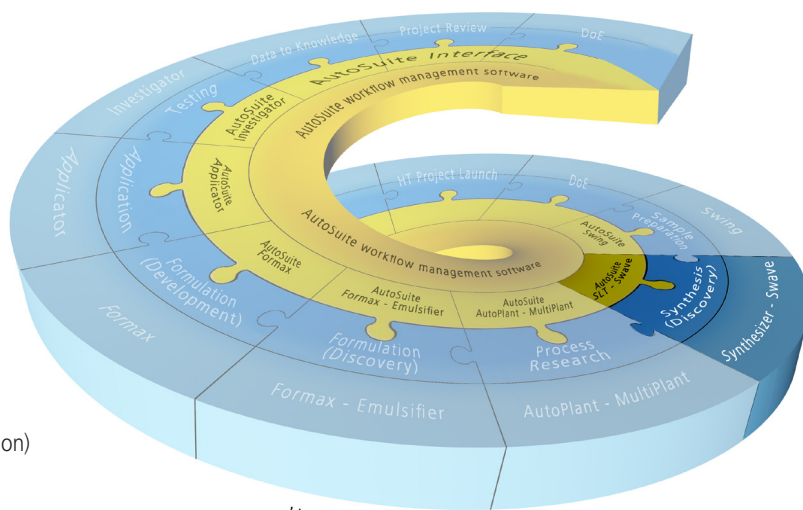 Project Review
DoE
Data to Knowledge
AutoSuite Interface
Investigator
Testing
AutoSuite
Investigator
AutoSuite workflow management software
Applicator
Application
AutoSuite
Applicator
HT Project Launch
DoE
Sample
Preparation
Swing
AutoSuite
Swing
AutoSuite workflow management software
AutoSuite
SLT - Swave
Synthesis
(Discovery)
Synthesizer - Swave
AutoSuite
Formax
Formulation
(Development)
Formax
AutoSuite
Formax - Emulsifier
Formulation
(Discovery)
Formax - Emulsifier
AutoSuite
AutoPlant - MultiPlant
Process
Research
AutoPlant - MultiPlant
on)